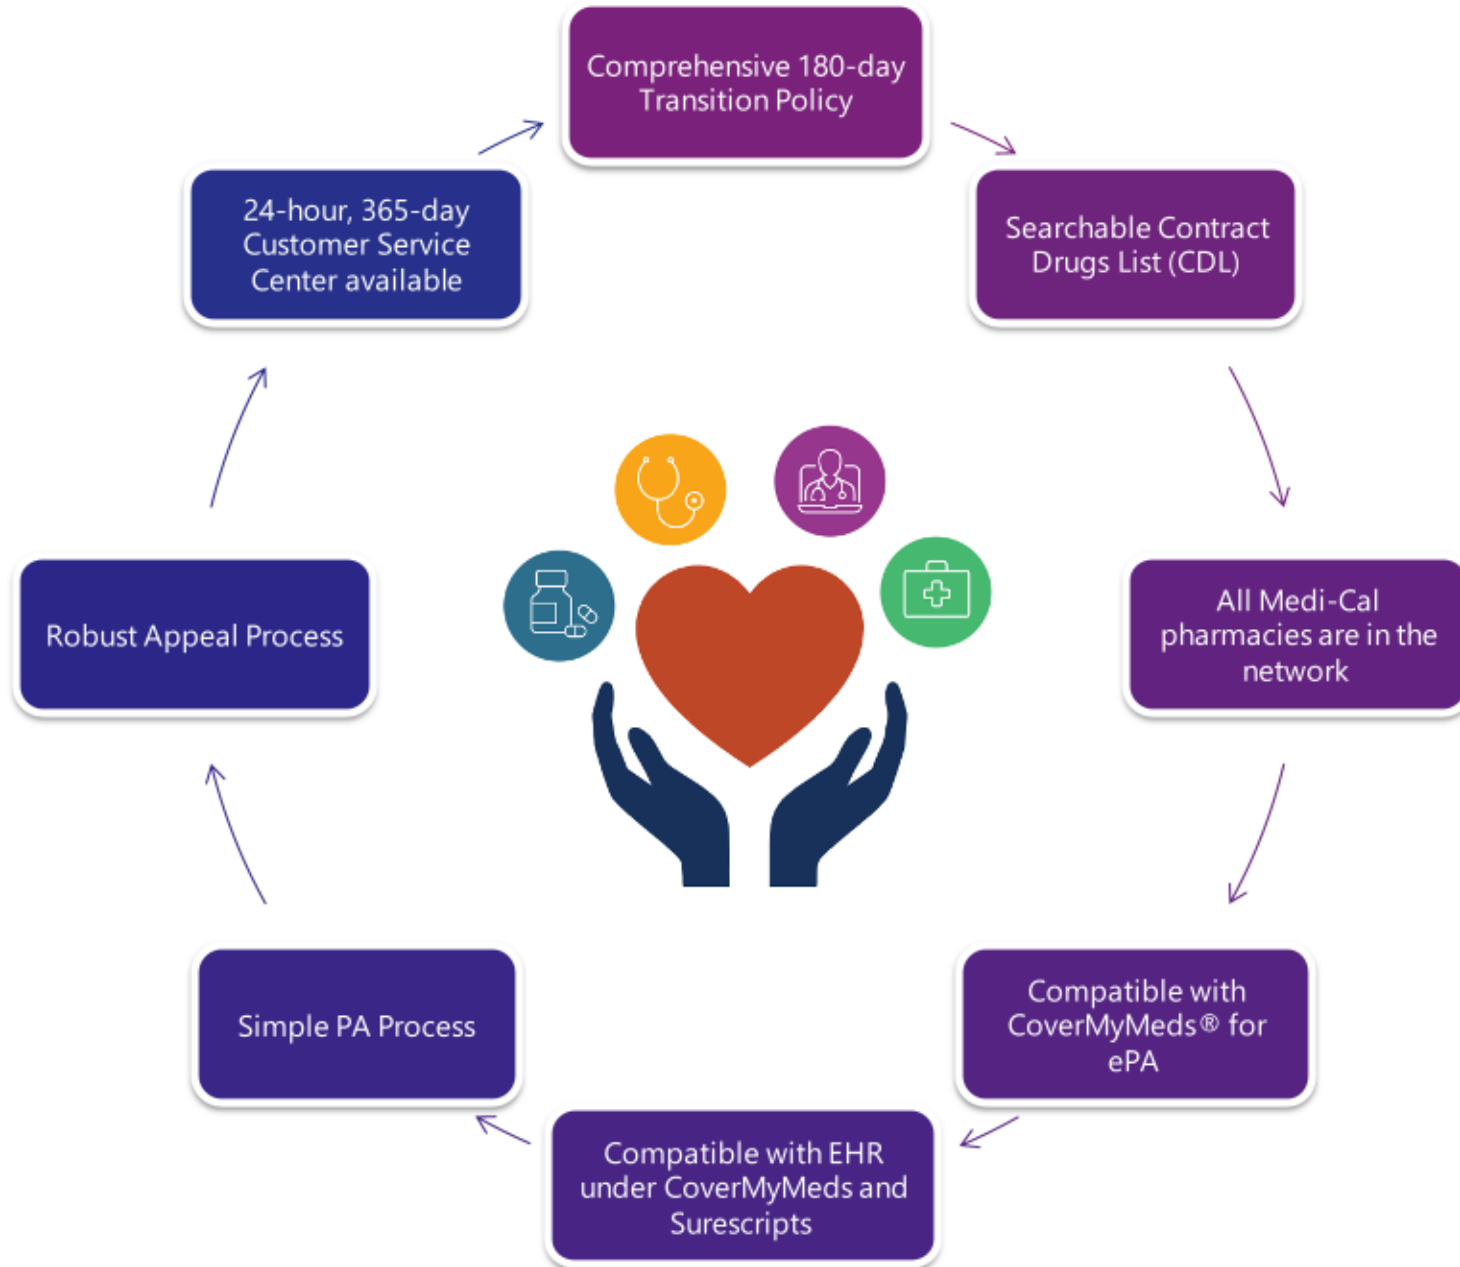 Comprehensive 180-day
Transition Policy
Searchable Contract
Drugs List (CDL)
All Medi-Cal
pharmacies are in the
network
Compatible with
CoverMyMeds® for
ePA
Compatible with EHR
under CoverMyMeds and
Surescripts
Simple PA Process
Robust Appeal Process
24-hour, 365-day
Customer Service
Center available